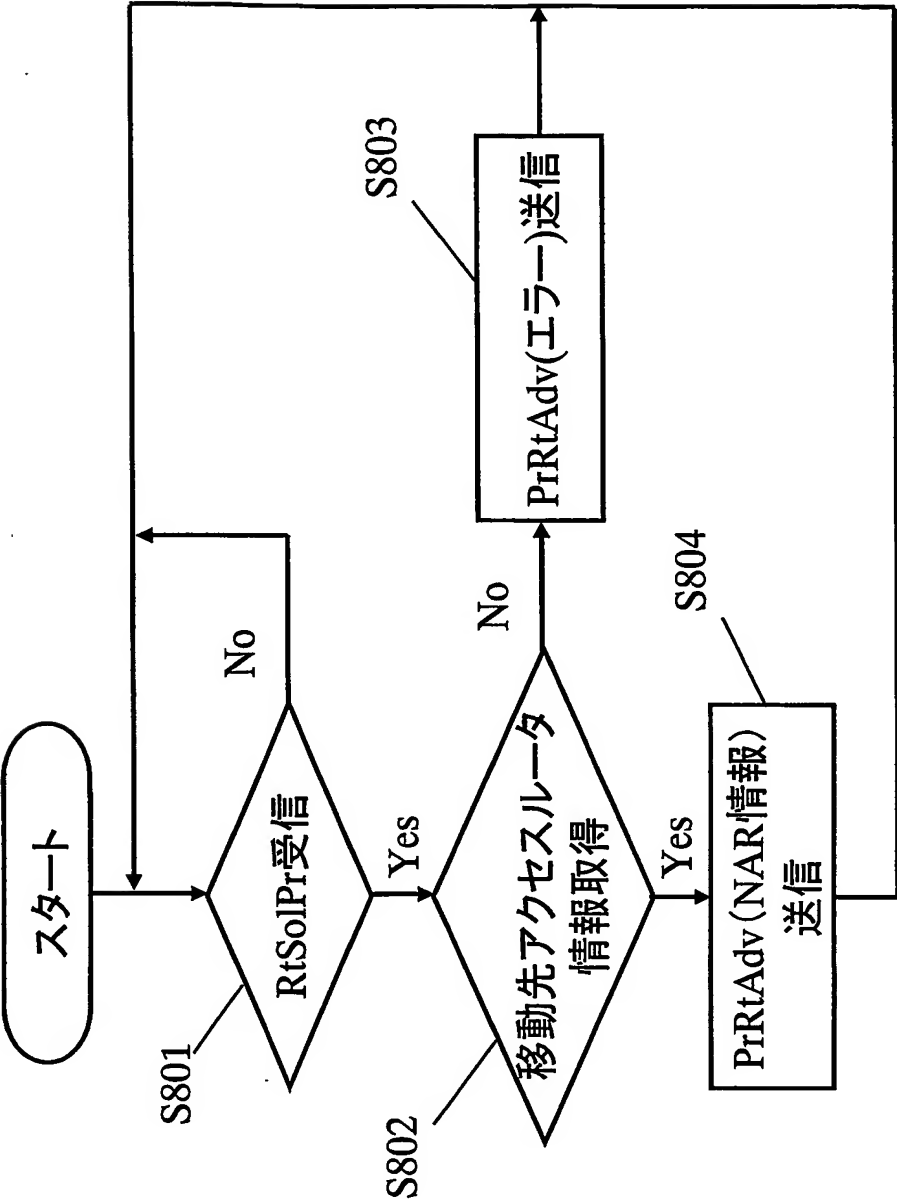 スタート
S801
RtSolPr受信
No
Yes
S802
移動先アクセスルータ
情報取得
No
S803
PrRtAdv(エラー)送信
Yes
S804
PrRtAdv（NAR情報）
送信